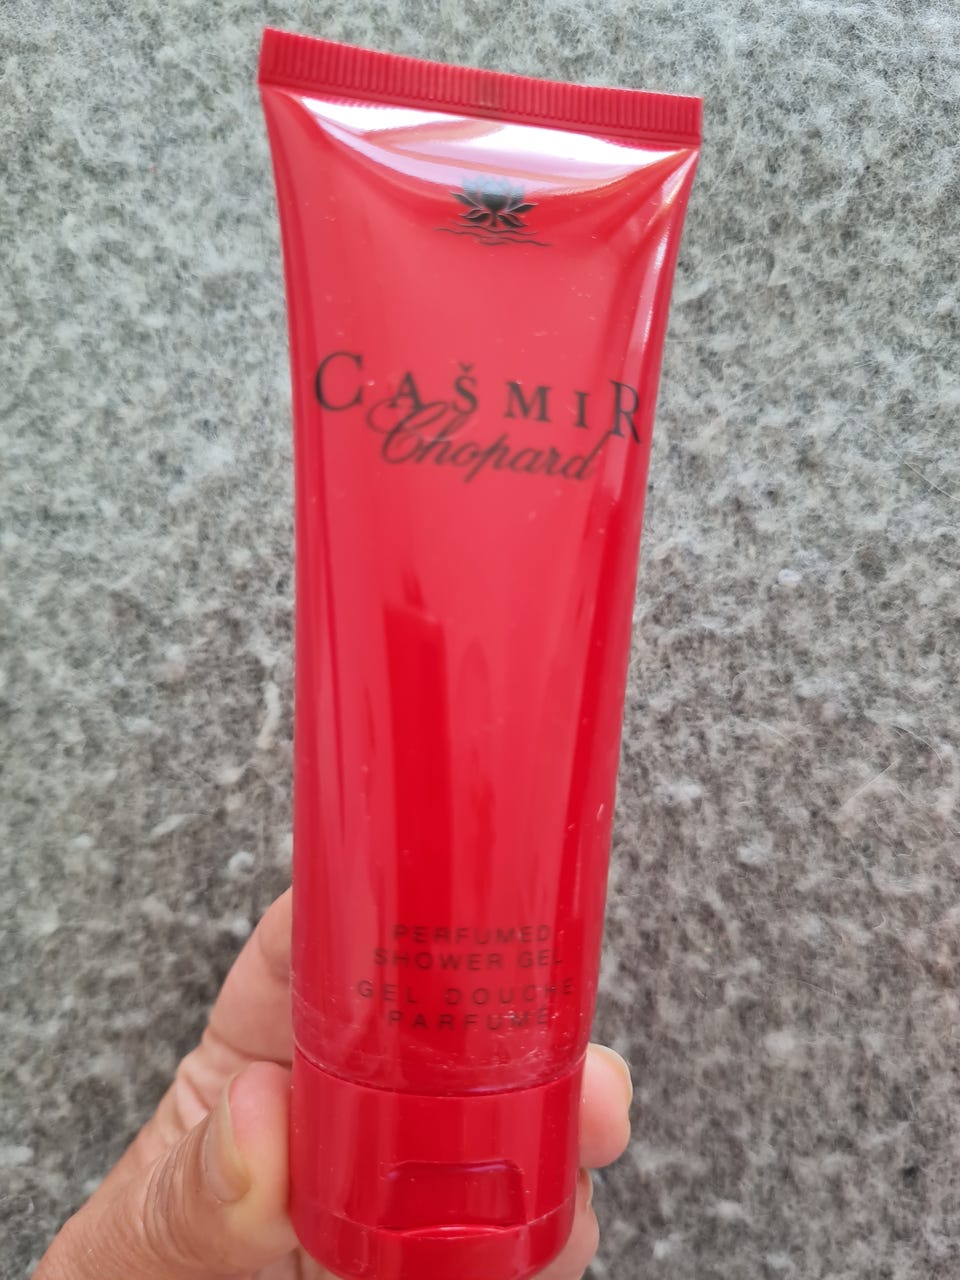 CAŠMIR
Chopard
PERFUMED
SHOWER GEL
GEL DOUCHE
PARFUMÉ